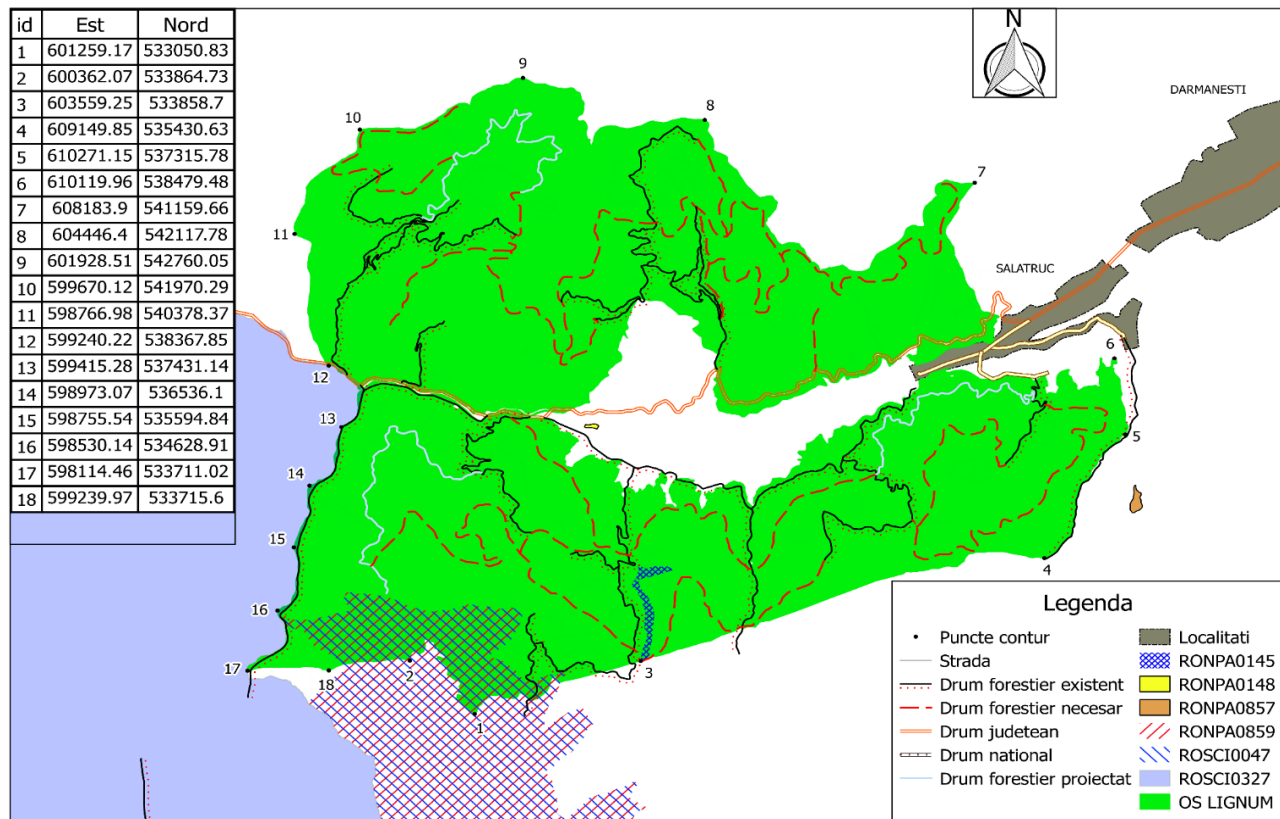 id Est Nord
1 601259.17 533050.83
2 600362.07 533864.73
3 603559.25 533858.7
4 609149.85 535430.63
5 610271.15 537315.78
6 610119.96 538479.48
7 608183.9 541159.66
8 604446.4 542117.78
9 601928.51 542760.05
10 599670.12 541970.29
11 598766.98 540378.37
12 599240.22 538367.85
13 599415.28 537431.14
14 598973.07 536536.1
15 598755.54 535594.84
16 598530.14 534628.91
17 598114.46 533711.02
18 599239.97 533715.6
N
DARMANESTI
SALATRUC
9
8
10
7
11
6
12
13
5
14
15
4
16
17
18
2
3
1
Legenda
Puncte contur
Strada
Drum forestier existent
Drum forestier necesar
Drum judetean
Drum national
Drum forestier proiectat
Localitati
RONPA0145
RONPA0148
RONPA0857
RONPA0859
ROSCI0047
ROSCI0327
OS LIGNUM